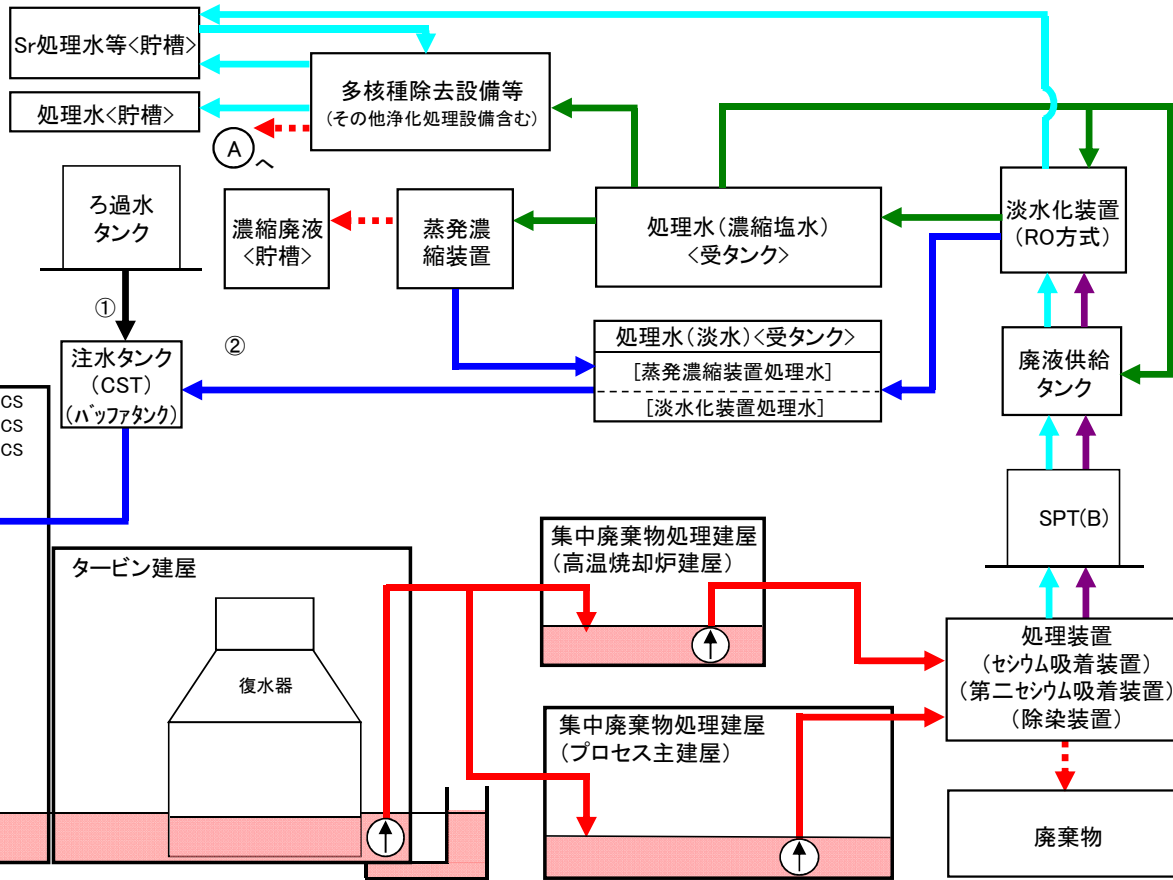 Sr処理水等<貯槽>
処理水<貯槽>
多核種除去設備等
(その他浄化処理設備含む)
A
へ
ろ過水
タンク
濃縮廃液
<貯槽>
蒸発濃
縮装置
処理水(濃縮塩水)
<受タンク>
淡水化装置
(RO方式)
①
②
注水タンク
(CST)
(バッファタンク)
処理水(淡水)<受タンク>
[蒸発濃縮装置処理水]
[淡水化装置処理水]
廃液供給
タンク
CS
CS
CS
SPT(B)
タービン建屋
復水器
集中廃棄物処理建屋
(高温焼却炉建屋)
集中廃棄物処理建屋
(プロセス主建屋)
処理装置
(セシウム吸着装置)
(第二セシウム吸着装置)
(除染装置)
廃棄物